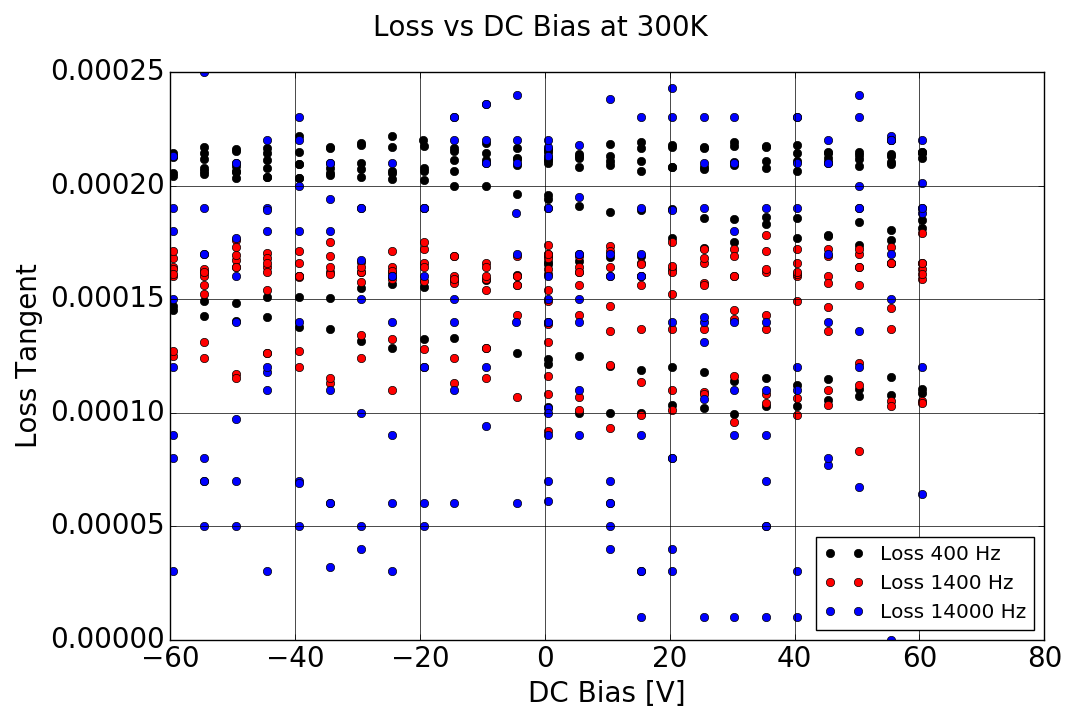 Loss vs DC Bias at 300K
0.00025
0.00020
0.00015
0.00010
0.00005
0.00000
Loss Tangent
Loss 400 Hz
Loss 1400 Hz
Loss 14000 Hz
−60 −40 −20 0 20 40 60 80
DC Bias [V]